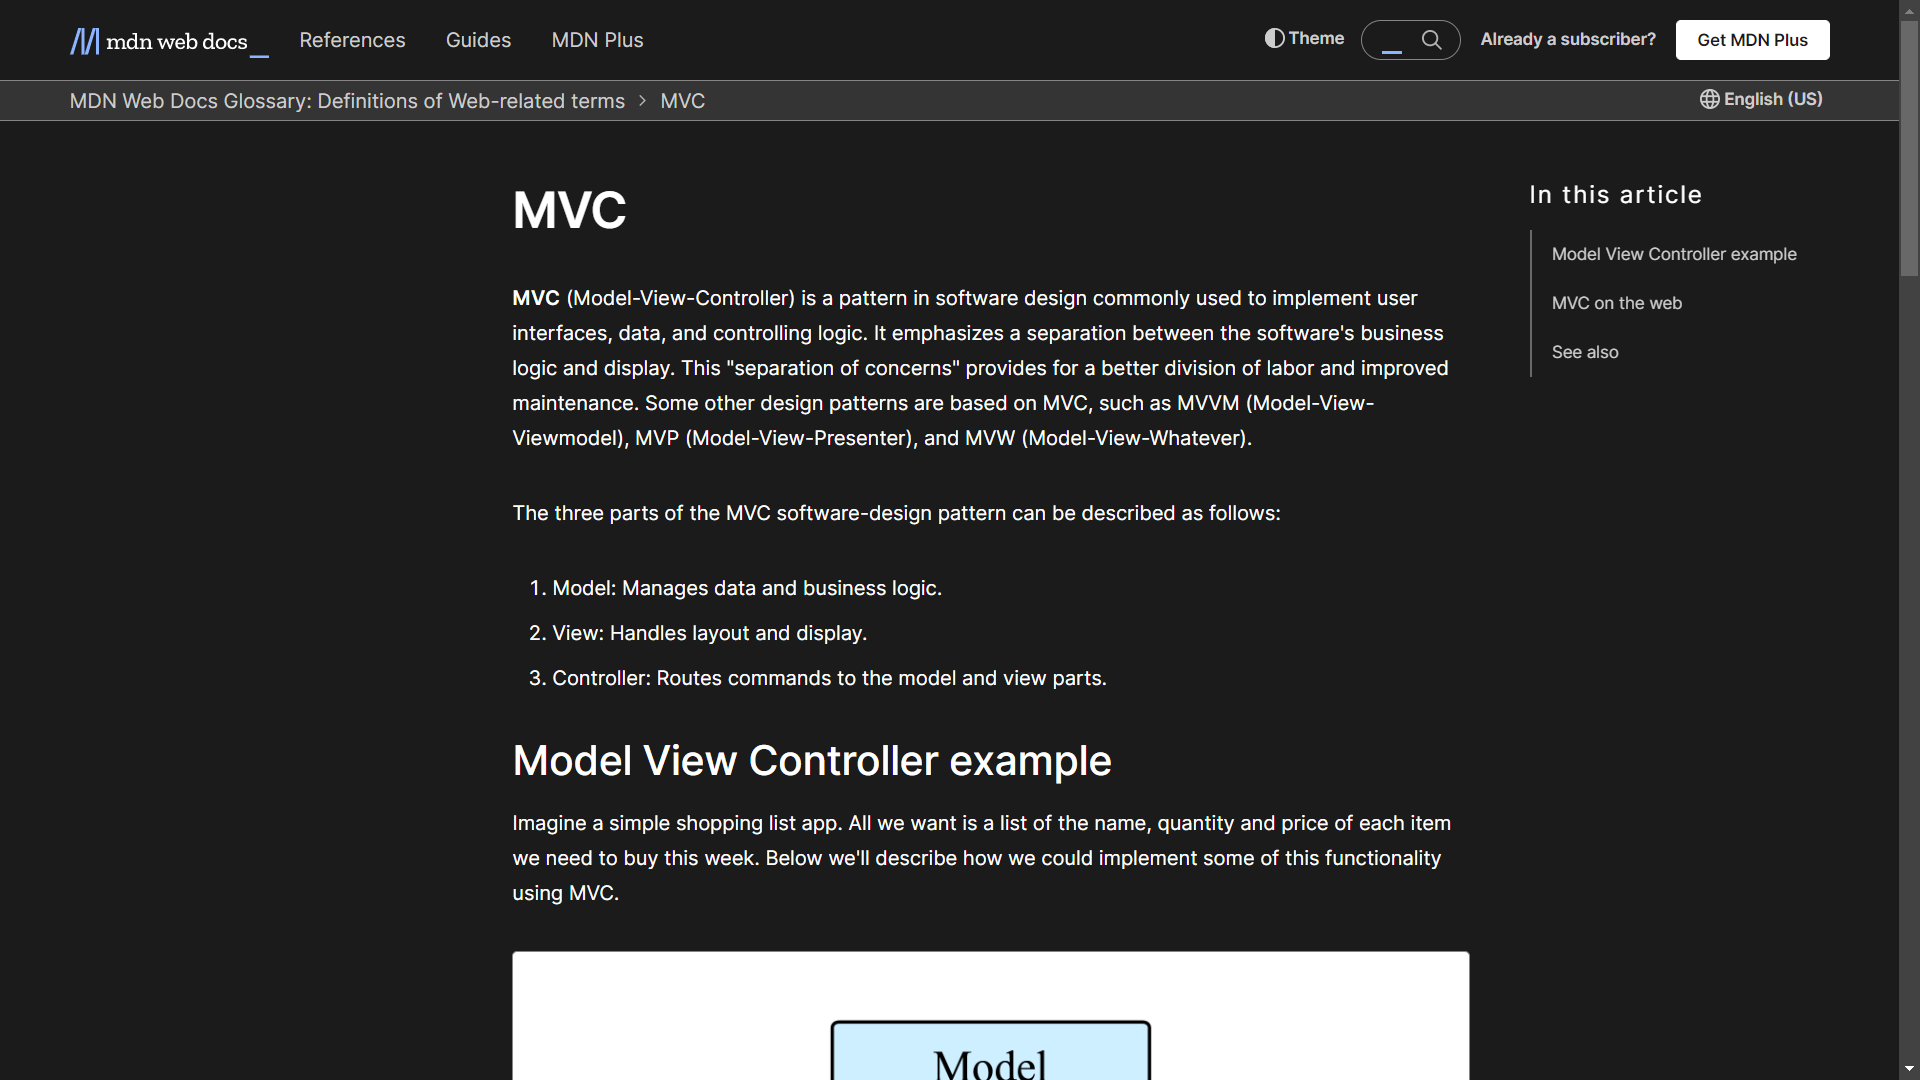 mdn web docs_
References
Guides
MDN Plus
Theme
Already a subscriber?
Get MDN Plus
MDN Web Docs Glossary: Definitions of Web-related terms > MVC
English (US)
MVC
MVC (Model-View-Controller) is a pattern in software design commonly used to implement user
interfaces, data, and controlling logic. It emphasizes a separation between the software's business
logic and display. This "separation of concerns" provides for a better division of labor and improved
maintenance. Some other design patterns are based on MVC, such as MVVM (Model-View-
Viewmodel), MVP (Model-View-Presenter), and MVW (Model-View-Whatever).
The three parts of the MVC software-design pattern can be described as follows:
1. Model: Manages data and business logic.
2. View: Handles layout and display.
3. Controller: Routes commands to the model and view parts.
Model View Controller example
Imagine a simple shopping list app. All we want is a list of the name, quantity and price of each item
we need to buy this week. Below we'll describe how we could implement some of this functionality
using MVC.
Model
In this article
Model View Controller example
MVC on the web
See also